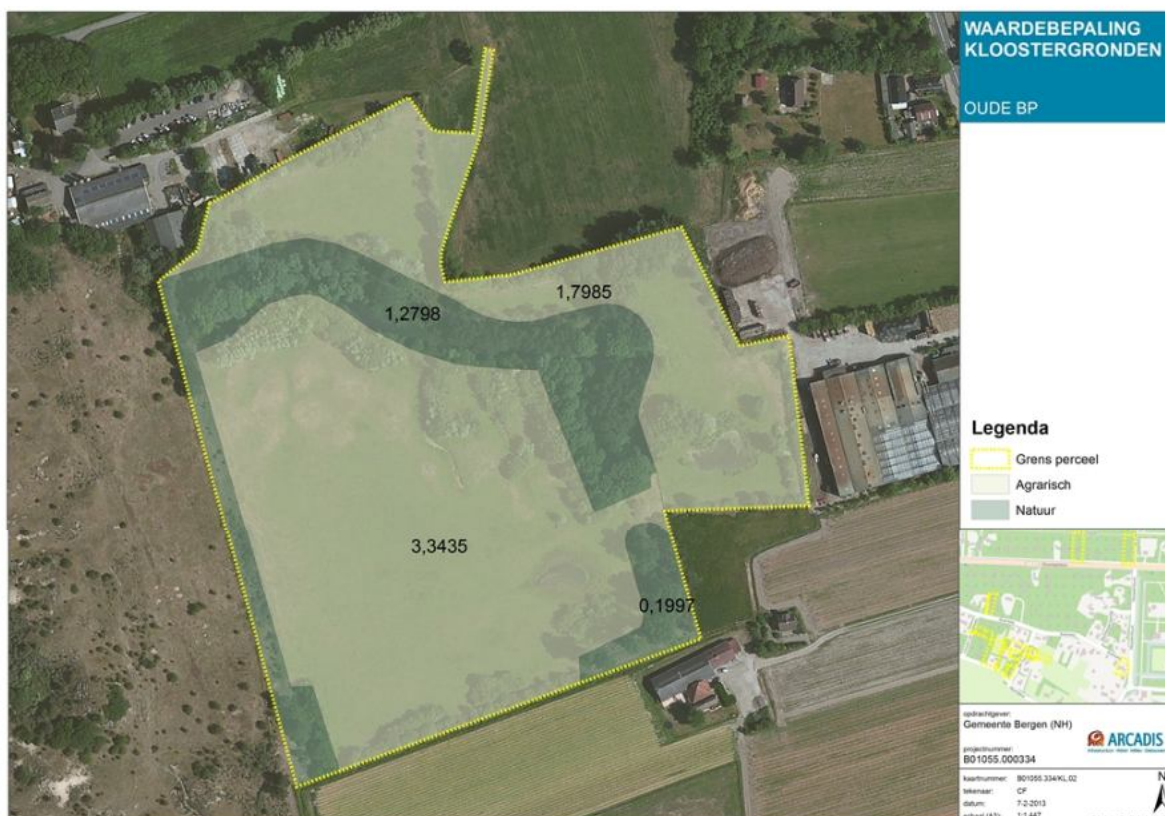 WAARDEBEPALING
KLOOSTERGRONDEN
OUDE BP
1,7985
1,2798
3,3435
0,1997
Legenda
Grens perceel
Agrarisch
Natuur
opdrachtgever:
Gemeente Bergen (NH)
ARCADIS
projectnummer:
B01055.000334
kaartnummer: B01055.334/KL.02
tekenaar: CF
datum: 7-2-2013
N